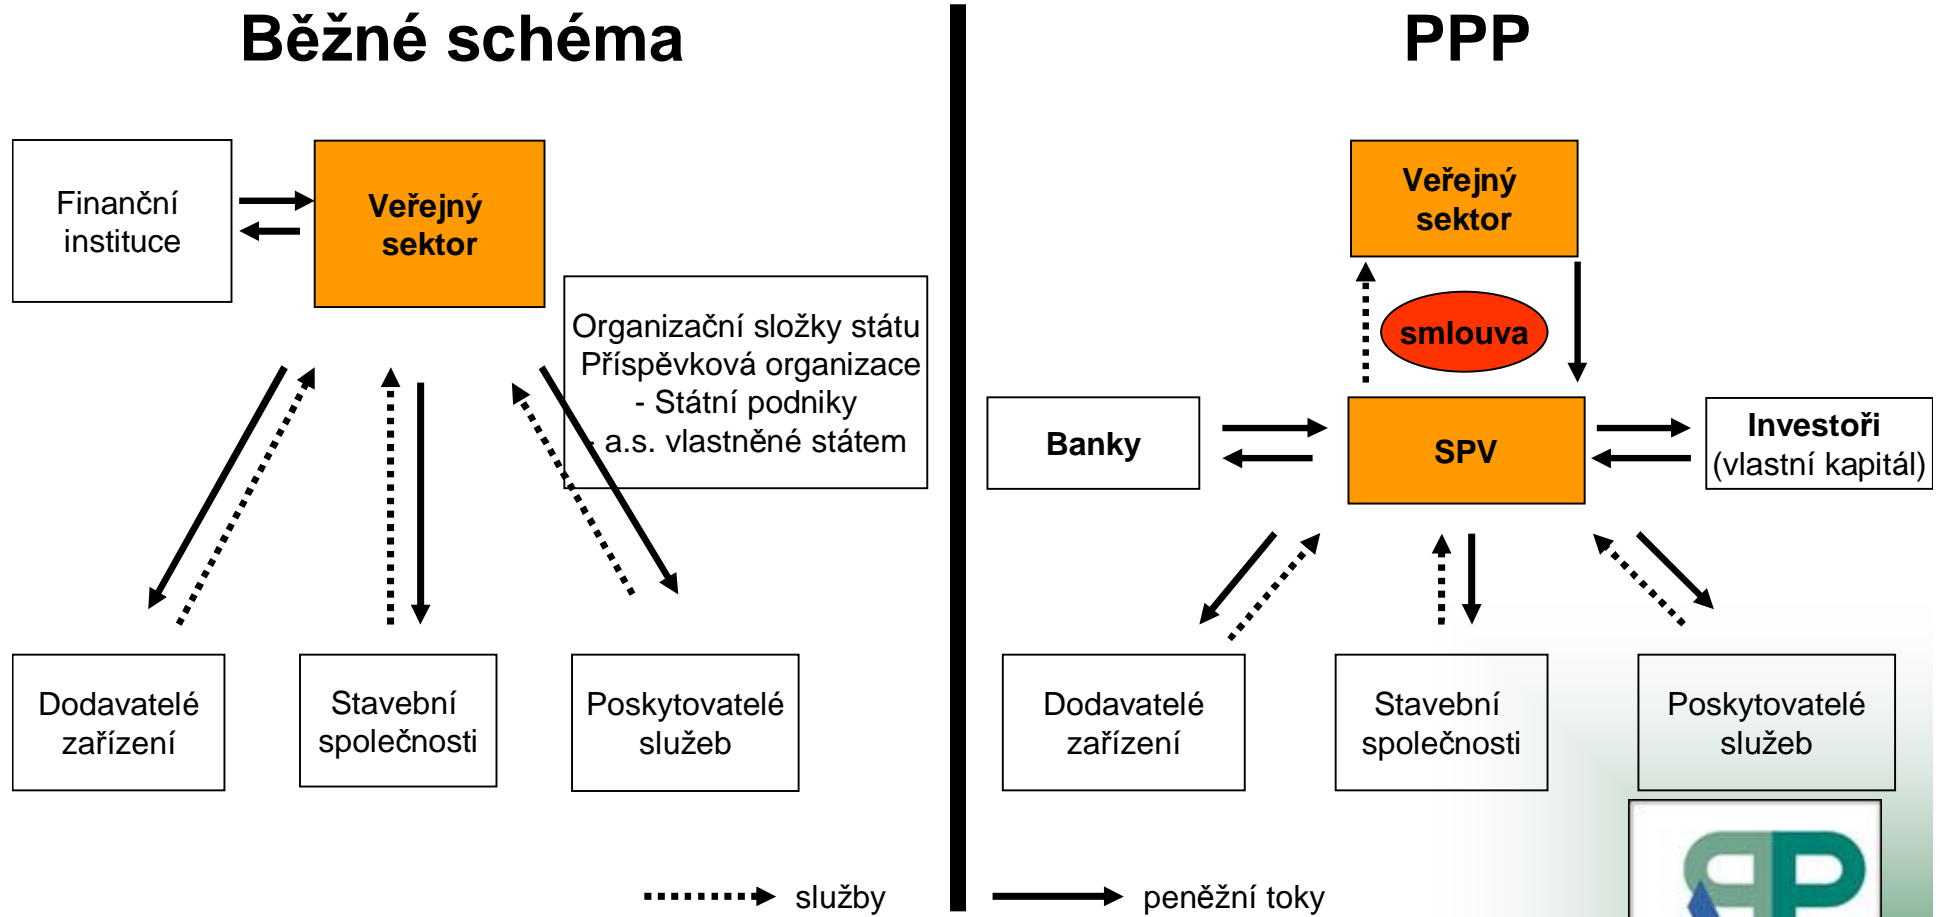 Běžné schéma
Finanční
instituce
Veřejný
sektor
Organizační složky státu
Příspěvková organizace
- Státní podniky
- a.s. vlastněné státem
Dodavatelé
zařízení
Stavební
společnosti
Poskytovatelé
služeb
PPP
Veřejný
sektor
smlouva
Banky
SPV
Investoři
(vlastní kapitál)
Dodavatelé
zařízení
Stavební
společnosti
Poskytovatelé
služeb
služby
peněžní toky